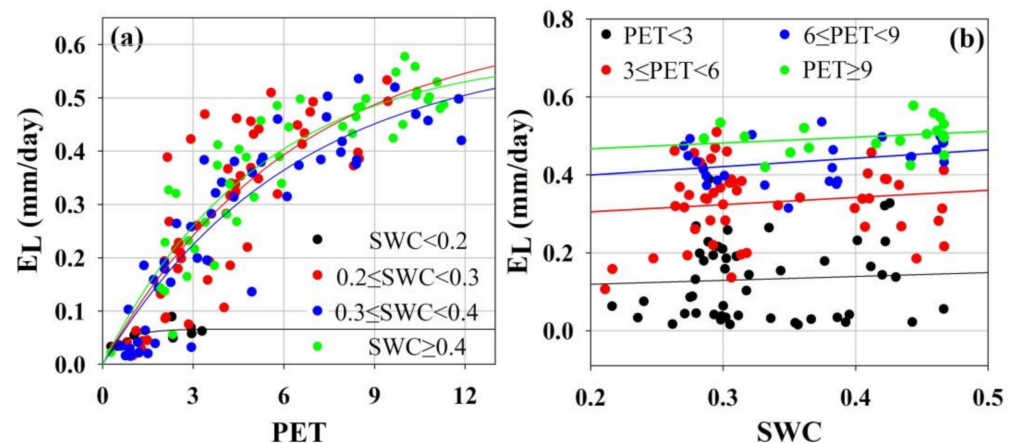 (a)
0.6
0.5
0.4
0.3
0.2
0.1
0.0
E_L (mm/day)
SWC<0.2
0.2≤SWC<0.3
0.3≤SWC<0.4
SWC≥0.4
0 3 6 9 12
PET
(b)
PET<3 6≤PET<9
3≤PET<6 PET≥9
0.8
0.6
0.4
0.2
0.0
E_L (mm/day)
0.2 0.3 0.4 0.5
SWC